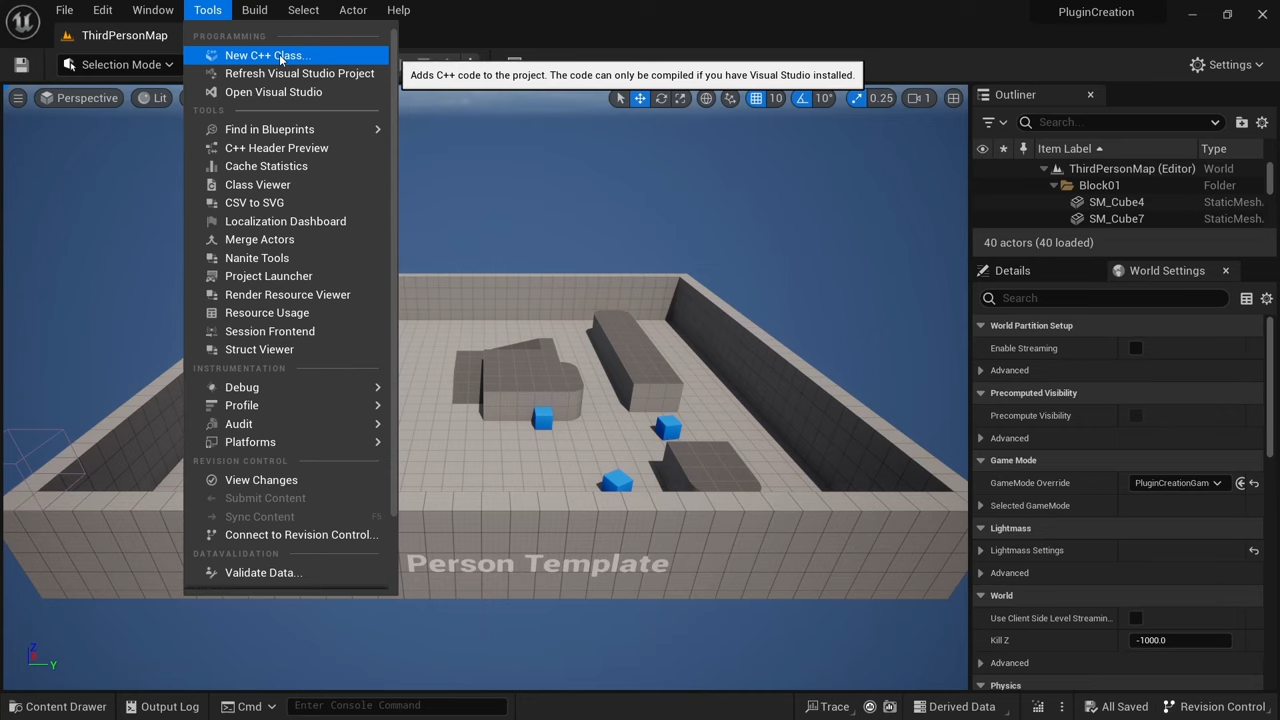 File Edit Window Tools Build Select Actor Help
PluginCreation
ThirdPersonMap
Selection Mode
Settings
PROGRAMMING
New C++ Class...
Refresh Visual Studio Project
Open Visual Studio
Adds C++ code to the project. The code can only be compiled if you have Visual Studio installed.
TOOLS
Find in Blueprints
C++ Header Preview
Cache Statistics
Class Viewer
CSV to SVG
Localization Dashboard
Merge Actors
Nanite Tools
Project Launcher
Render Resource Viewer
Resource Usage
Session Frontend
Struct Viewer
INSTRUMENTATION
Debug
Profile
Audit
Platforms
REVISION CONTROL
View Changes
Submit Content
Sync Content F5
Connect to Revision Control...
DATAVALIDATION
Validate Data...
Perspective Lit
10 10° 0.25 1
Person Template
Z
Y
Outliner
Search...
Item Label Type
ThirdPersonMap (Editor) World
Block01 Folder
SM_Cube4 StaticMesh.
SM_Cube7 StaticMesh.
40 actors (40 loaded)
Details World Settings
Search
World Partition Setup
Enable Streaming
Advanced
Precomputed Visibility
Precompute Visibility
Advanced
Game Mode
GameMode Override PluginCreationGam
Selected GameMode
Lightmass
Lightmass Settings
Advanced
World
Use Client Side Level Streamin...
Kill Z -1000.0
Advanced
Physics
Content Drawer Output Log Cmd Enter Console Command Trace Derived Data All Saved Revision Control